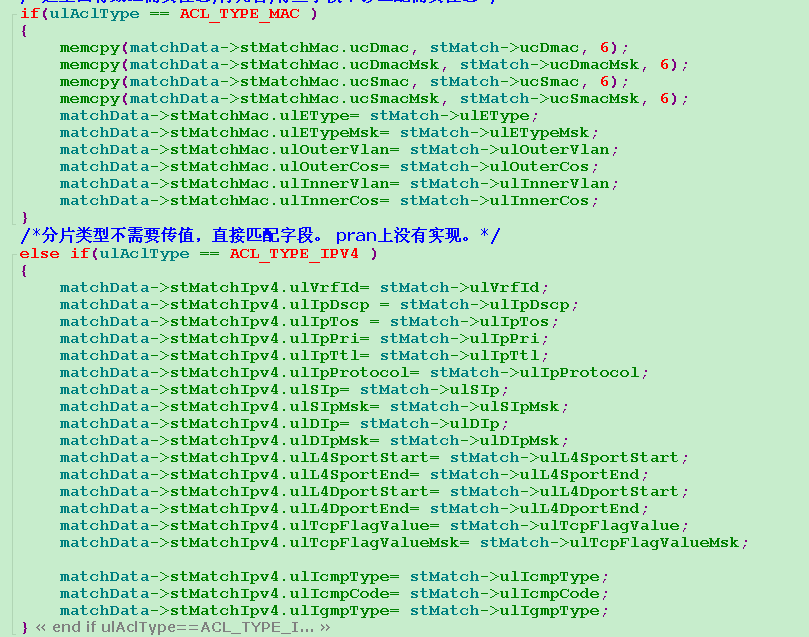 if(ulAclType == ACL_TYPE_MAC )
{
memcpy(matchData->stMatchMac.ucDmac, stMatch->ucDmac, 6);
memcpy(matchData->stMatchMac.ucDmacMsk, stMatch->ucDmacMsk, 6);
memcpy(matchData->stMatchMac.ucSmac, stMatch->ucSmac, 6);
memcpy(matchData->stMatchMac.ucSmacMsk, stMatch->ucSmacMsk, 6);
matchData->stMatchMac.ulEType= stMatch->ulEType;
matchData->stMatchMac.ulETypeMsk= stMatch->ulETypeMsk;
matchData->stMatchMac.ulOuterVlan= stMatch->ulOuterVlan;
matchData->stMatchMac.ulOuterCos= stMatch->ulOuterCos;
matchData->stMatchMac.ulInnerVlan= stMatch->ulInnerVlan;
matchData->stMatchMac.ulInnerCos= stMatch->ulInnerCos;
}
/*分片类型不需要传值，直接匹配字段。 pran上没有实现。*/
else if(ulAclType == ACL_TYPE_IPV4 )
{
matchData->stMatchIpv4.ulVrfId= stMatch->ulVrfId;
matchData->stMatchIpv4.ulIpDscp = stMatch->ulIpDscp;
matchData->stMatchIpv4.ulIpTos = stMatch->ulIpTos;
matchData->stMatchIpv4.ulIpPri= stMatch->ulIpPri;
matchData->stMatchIpv4.ulIpTtl= stMatch->ulIpTtl;
matchData->stMatchIpv4.ulIpProtocol= stMatch->ulIpProtocol;
matchData->stMatchIpv4.ulSIp= stMatch->ulSIp;
matchData->stMatchIpv4.ulSIpMsk= stMatch->ulSIpMsk;
matchData->stMatchIpv4.ulDIp= stMatch->ulDIp;
matchData->stMatchIpv4.ulDIpMsk= stMatch->ulDIpMsk;
matchData->stMatchIpv4.ulL4SportStart= stMatch->ulL4SportStart;
matchData->stMatchIpv4.ulL4SportEnd= stMatch->ulL4SportEnd;
matchData->stMatchIpv4.ulL4DportStart= stMatch->ulL4DportStart;
matchData->stMatchIpv4.ulL4DportEnd= stMatch->ulL4DportEnd;
matchData->stMatchIpv4.ulTcpFlagValue= stMatch->ulTcpFlagValue;
matchData->stMatchIpv4.ulTcpFlagValueMsk= stMatch->ulTcpFlagValueMsk;
matchData->stMatchIpv4.ulIcmpType= stMatch->ulIcmpType;
matchData->stMatchIpv4.ulIcmpCode= stMatch->ulIcmpCode;
matchData->stMatchIpv4.ulIgmpType= stMatch->ulIgmpType;
} « end if ulAclType==ACL_TYPE_I... »